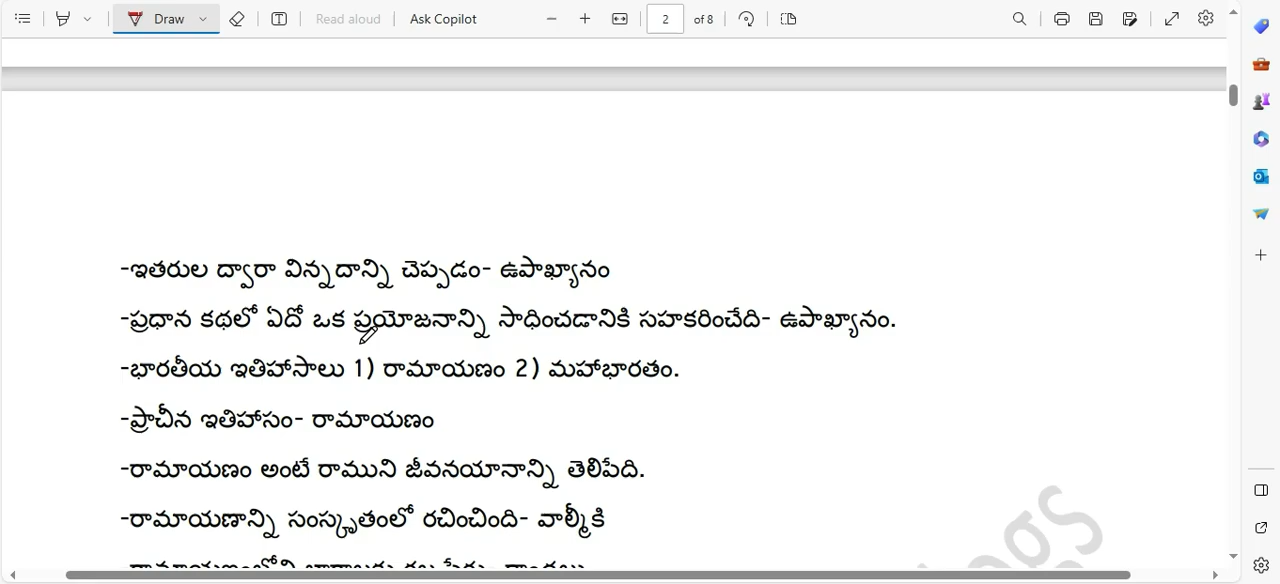 Draw
Read aloud
Ask Copilot
2 of 8
-ఇతరుల ద్వారా విన్నదాన్ని చెప్పడం- ఉపాఖ్యానం
-ప్రధాన కథలో ఏదో ఒక ప్రయోజనాన్ని సాధించడానికి సహకరించేది- ఉపాఖ్యానం.
-భారతీయ ఇతిహాసాలు 1) రామాయణం 2) మహాభారతం.
-ప్రాచీన ఇతిహాసం- రామాయణం
-రామాయణం అంటే రాముని జీవనయానాన్ని తెలిపేది.
-రామాయణాన్ని సంస్కృతంలో రచించింది- వాల్మీకి